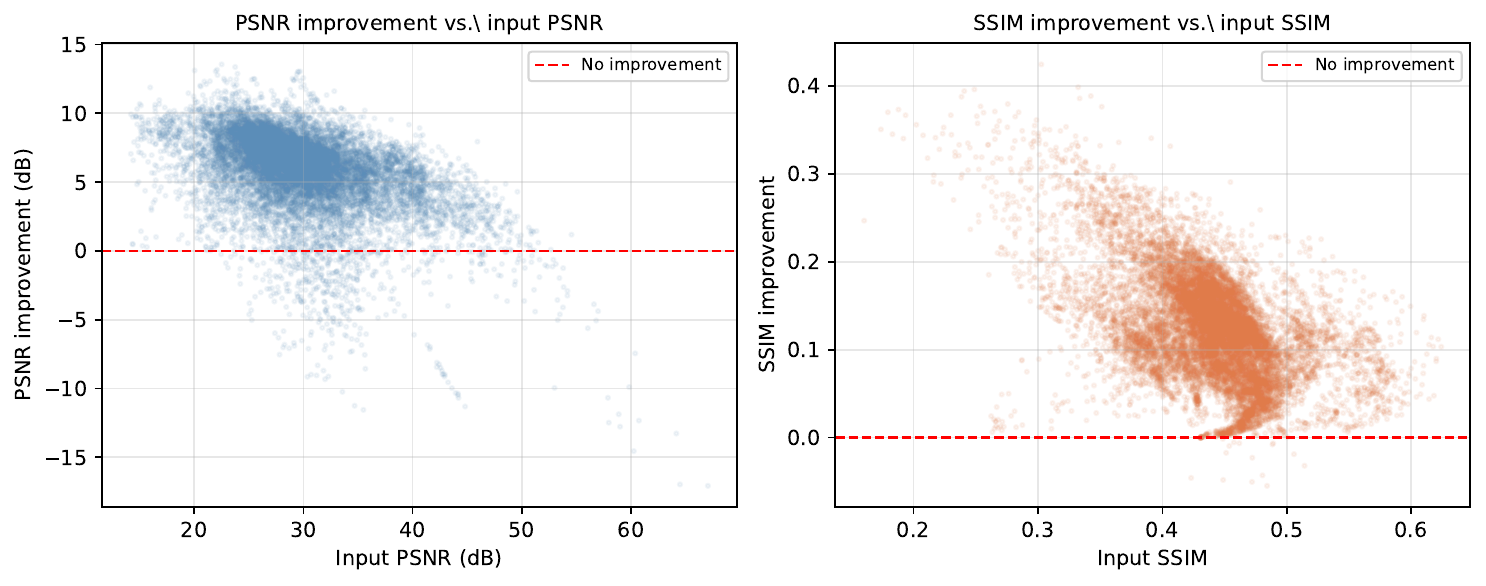 PSNR improvement vs.\ input PSNR
No improvement
PSNR improvement (dB)
15
10
5
0
−5
−10
−15
20 30 40 50 60
Input PSNR (dB)
SSIM improvement vs.\ input SSIM
No improvement
SSIM improvement
0.4
0.3
0.2
0.1
0.0
0.2 0.3 0.4 0.5 0.6
Input SSIM